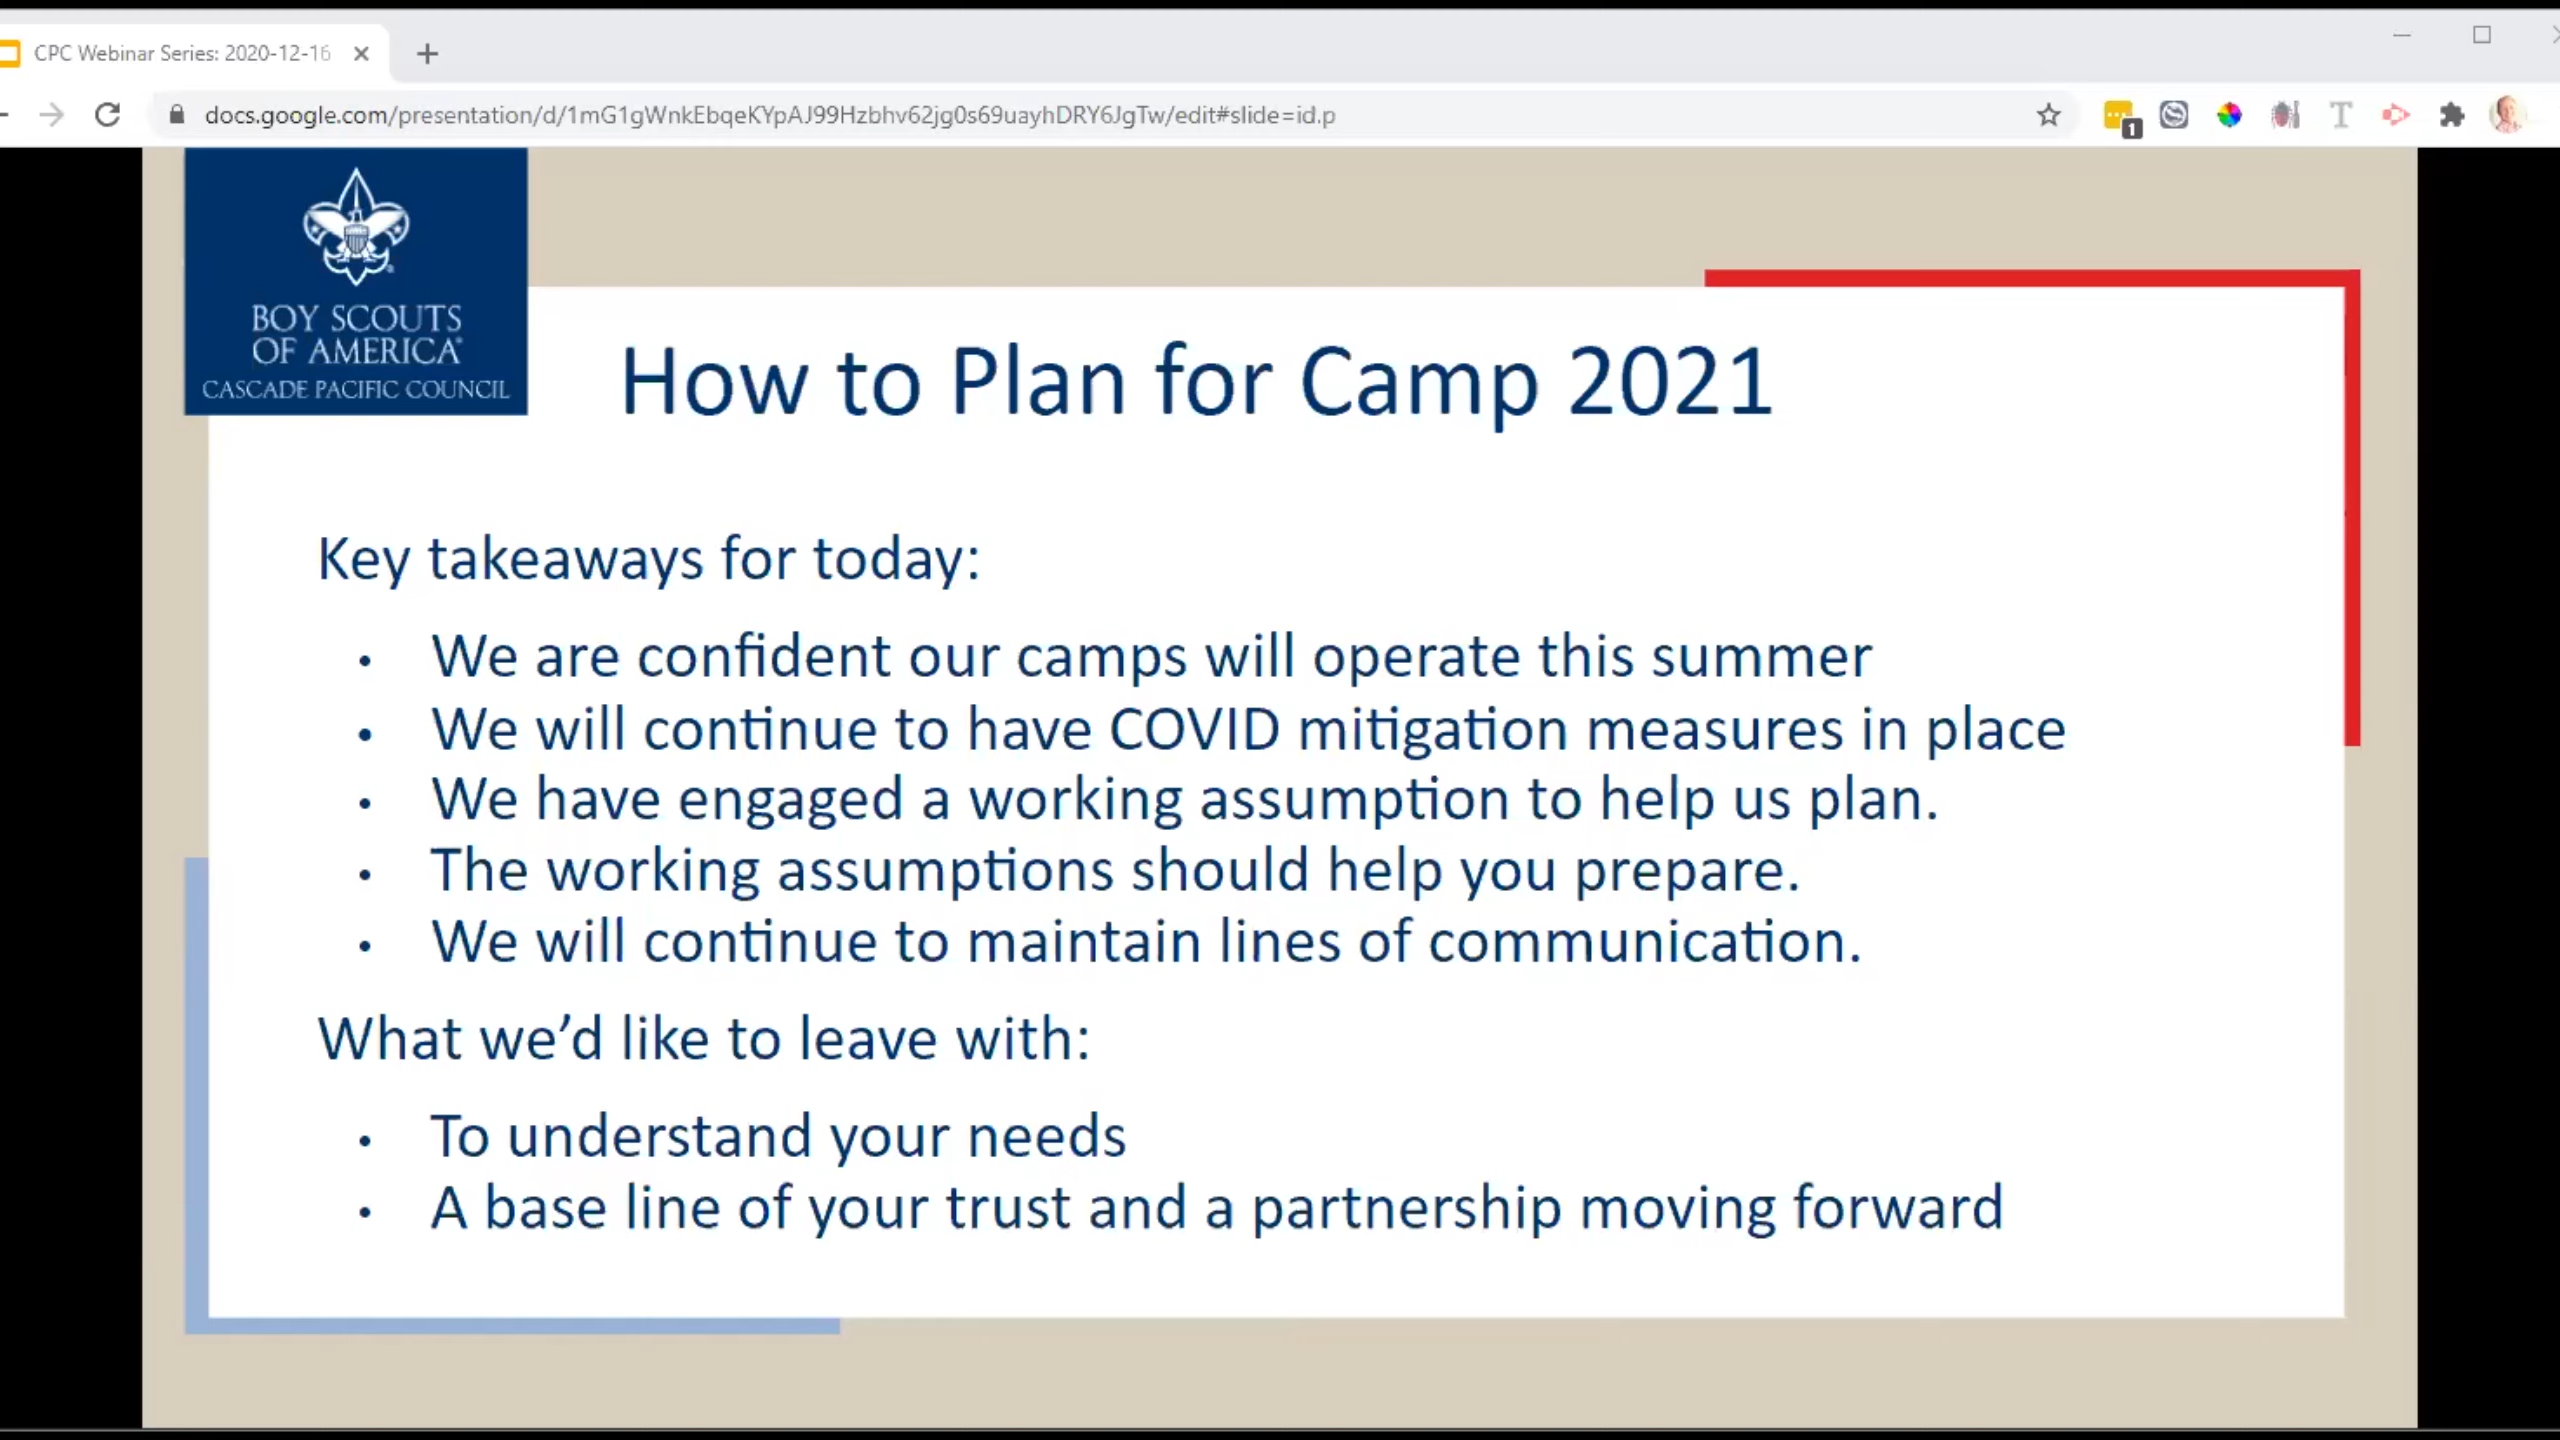 CPC Webinar Series: 2020-12-16
docs.google.com/presentation/d/1mG1gWnkEbqeKYpAJ99Hzbhv62jg0s69uayhDRY6JgTw/edit#slide=id.p
1
T
BOY SCOUTS
OF AMERICA®
CASCADE PACIFIC COUNCIL
How to Plan for Camp 2021
Key takeaways for today:
• We are confident our camps will operate this summer
• We will continue to have COVID mitigation measures in place
• We have engaged a working assumption to help us plan.
• The working assumptions should help you prepare.
• We will continue to maintain lines of communication.
What we’d like to leave with:
• To understand your needs
• A base line of your trust and a partnership moving forward